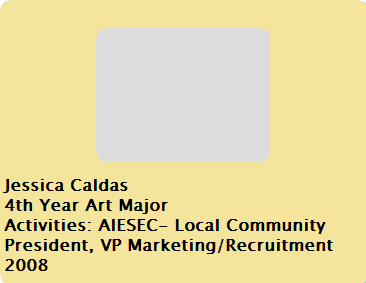 Jessica Caldas
4th Year Art Major
Activities: AIESEC- Local Community
President, VP Marketing/Recruitment
2008